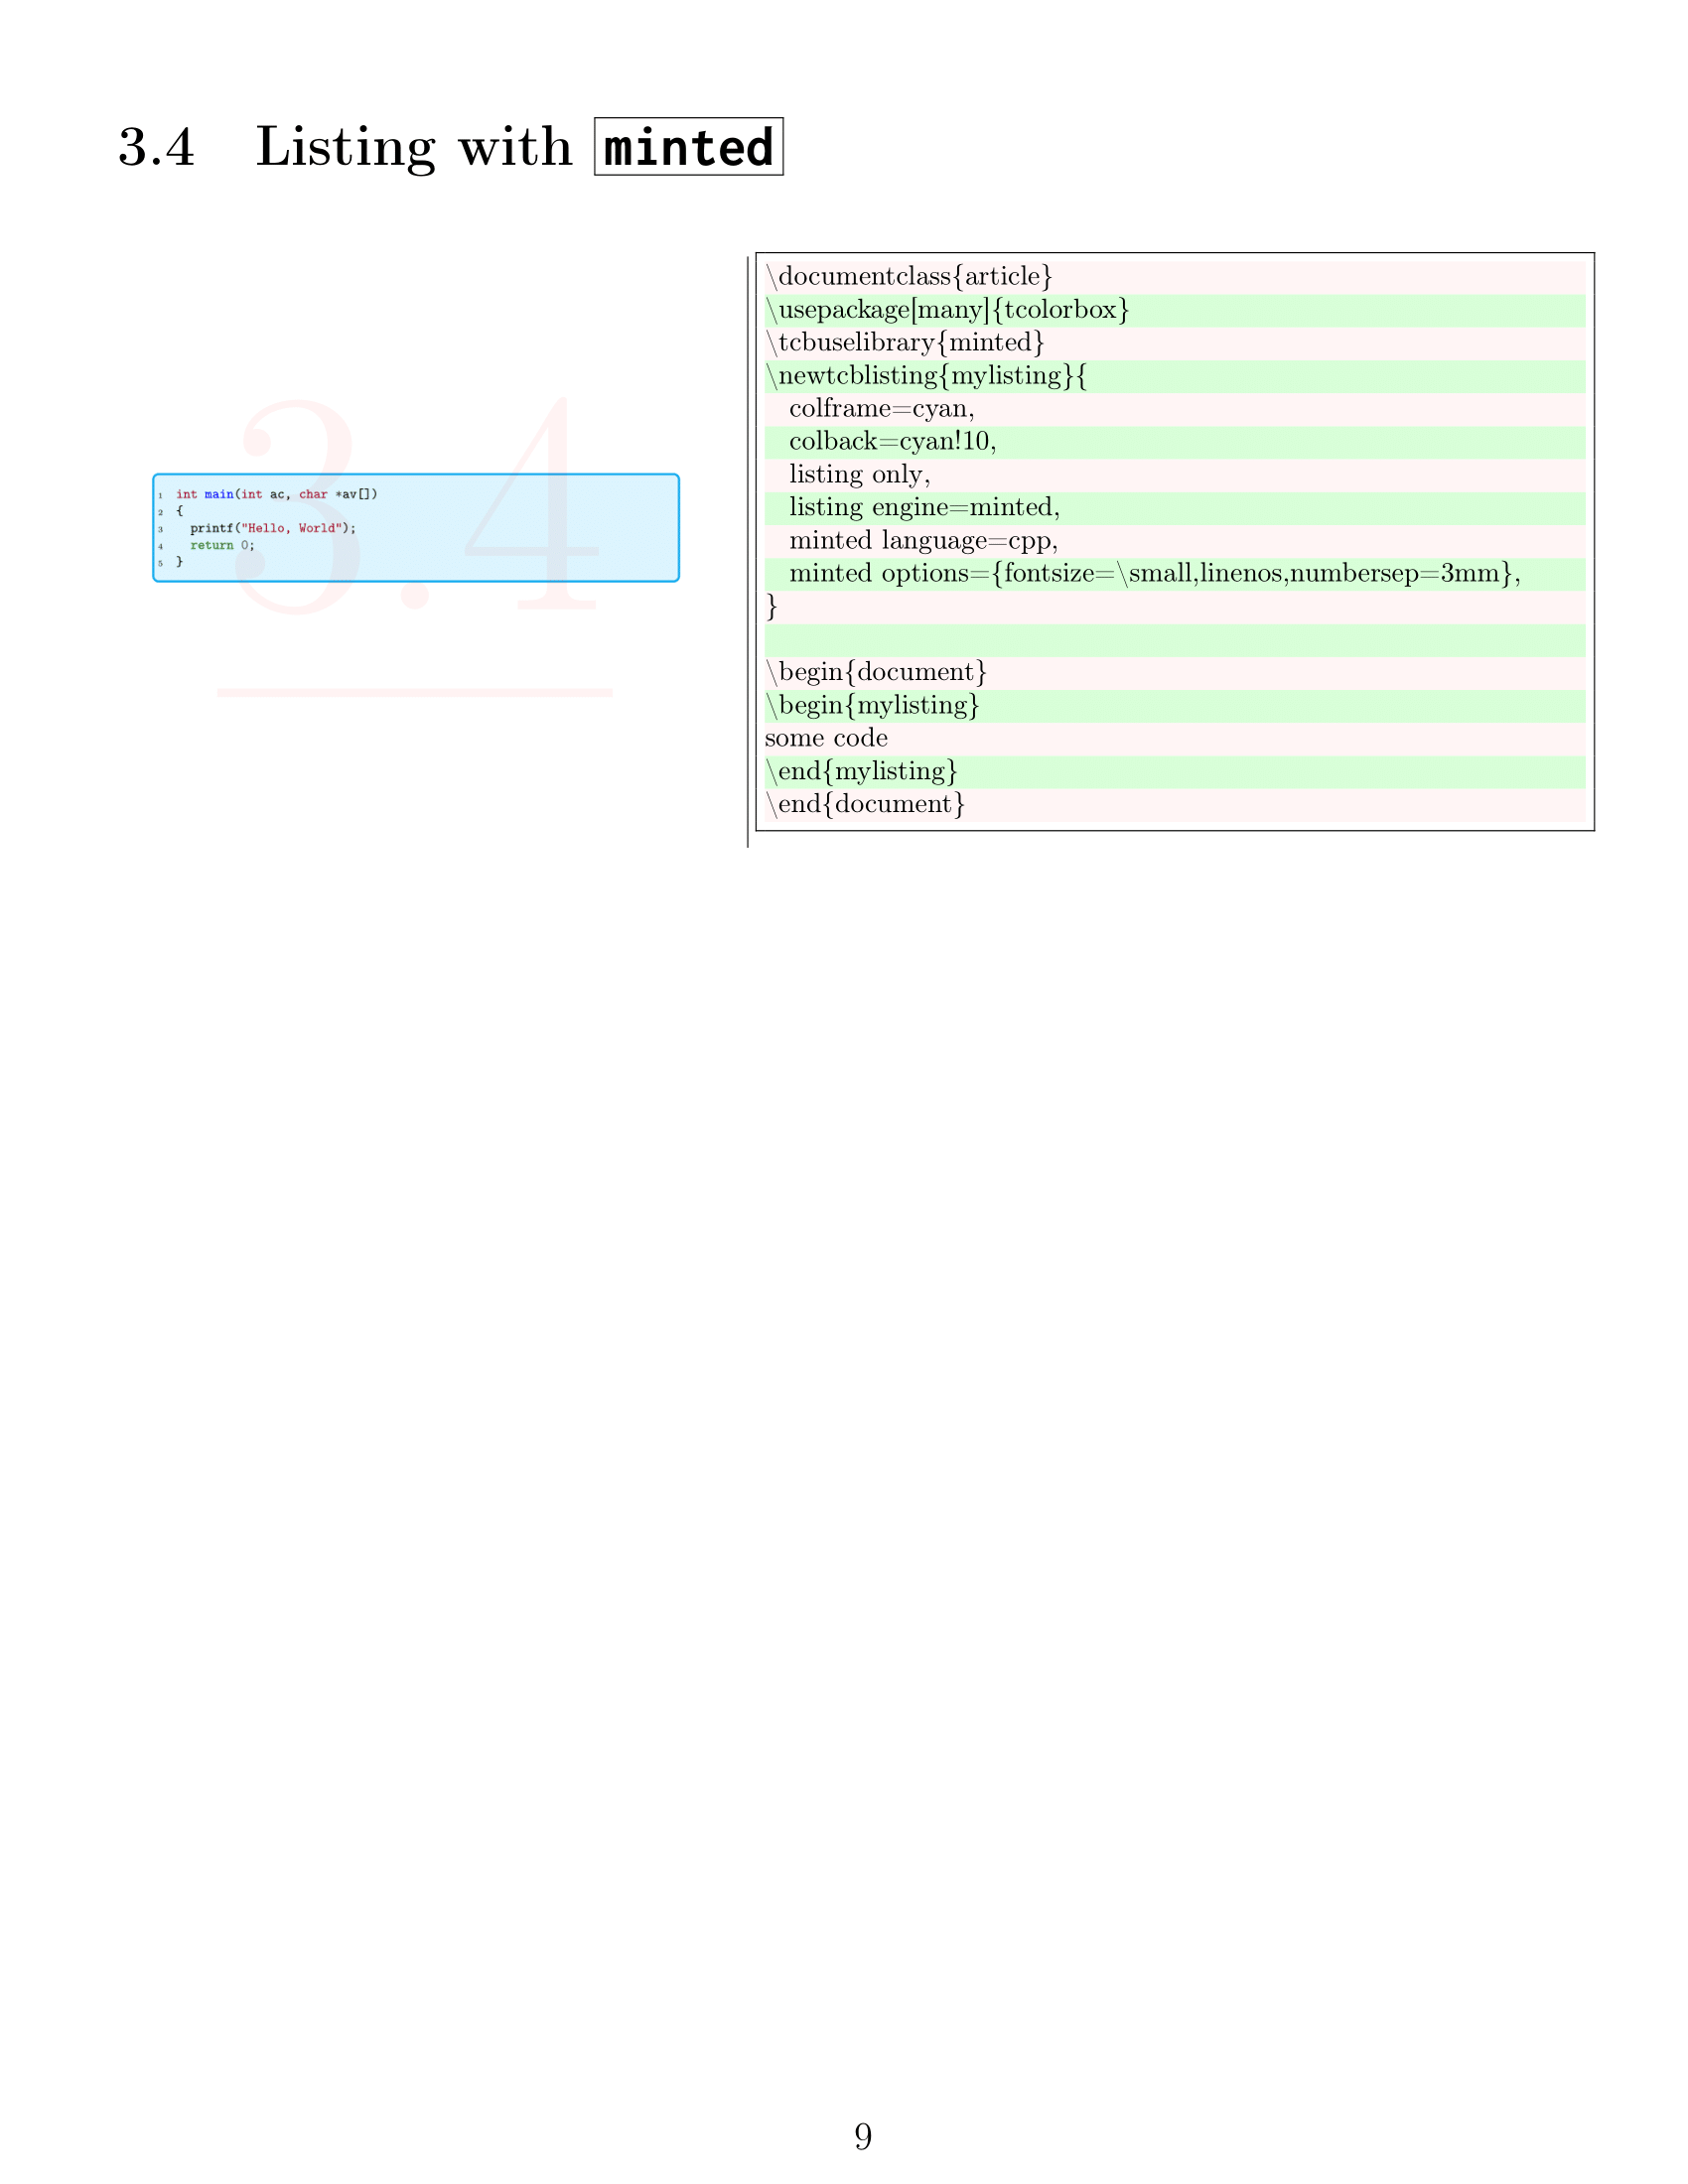 3.4 Listing with minted
3.4
1 int main(int ac, char *av[])
2 {
3   printf("Hello, World");
4   return 0;
5 }
\documentclass{article}
\usepackage[many]{tcolorbox}
\tcbuselibrary{minted}
\newtcblisting{mylisting}{
  colframe=cyan,
  colback=cyan!10,
  listing only,
  listing engine=minted,
  minted language=cpp,
  minted options={fontsize=\small,linenos,numbersep=3mm},
}
\begin{document}
\begin{mylisting}
some code
\end{mylisting}
\end{document}
9